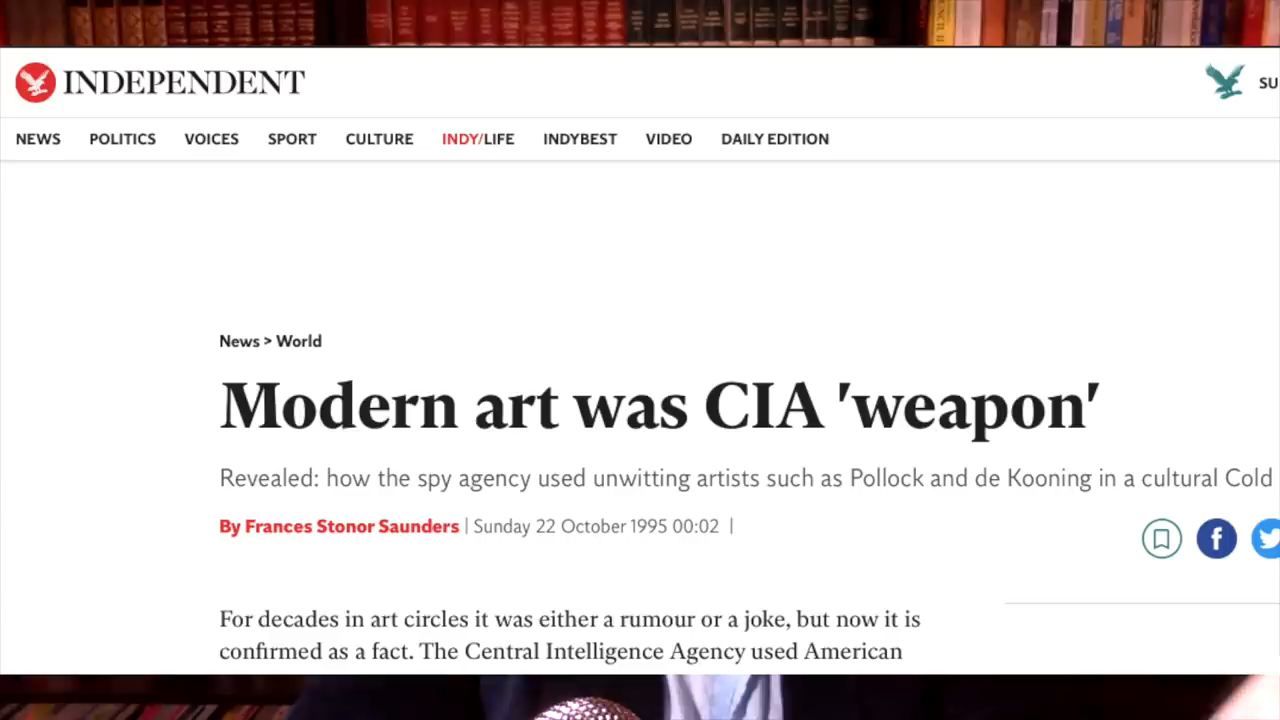 INDEPENDENT
SU
NEWS POLITICS VOICES SPORT CULTURE INDY/LIFE INDYBEST VIDEO DAILY EDITION
News > World
Modern art was CIA 'weapon'
Revealed: how the spy agency used unwitting artists such as Pollock and de Kooning in a cultural Cold
By Frances Stonor Saunders | Sunday 22 October 1995 00:02 |
For decades in art circles it was either a rumour or a joke, but now it is
confirmed as a fact. The Central Intelligence Agency used American